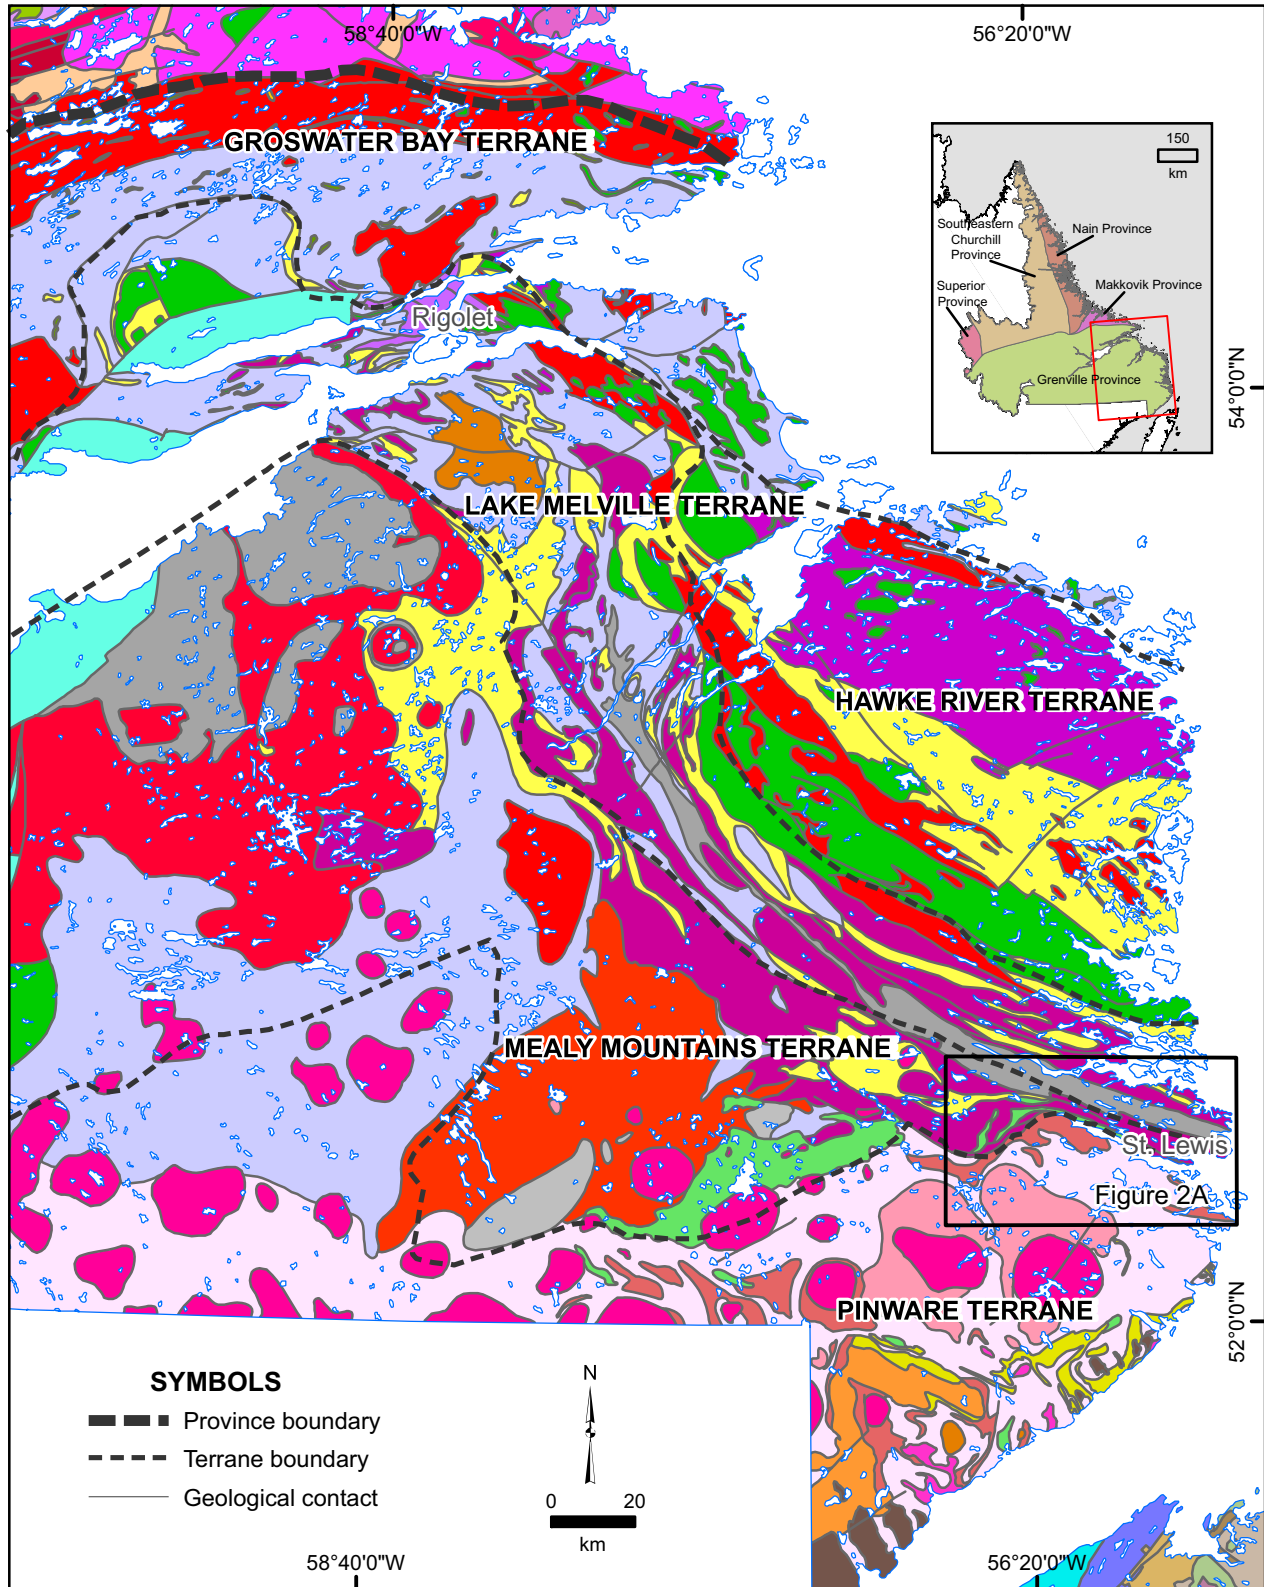 58°40'0"W
56°20'0"W
GROSWATER BAY TERRANE
150
km
Southeastern
Churchill
Province
Nain Province
Superior
Province
Makkovik Province
Grenville Province
Rigolet
54°0'0"N
LAKE MELVILLE TERRANE
HAWKE RIVER TERRANE
MEALY MOUNTAINS TERRANE
St. Lewis
Figure 2A
PINWARE TERRANE
52°0'0"N
SYMBOLS
Province boundary
Terrane boundary
Geological contact
N
0 20
km
58°40'0"W
56°20'0"W